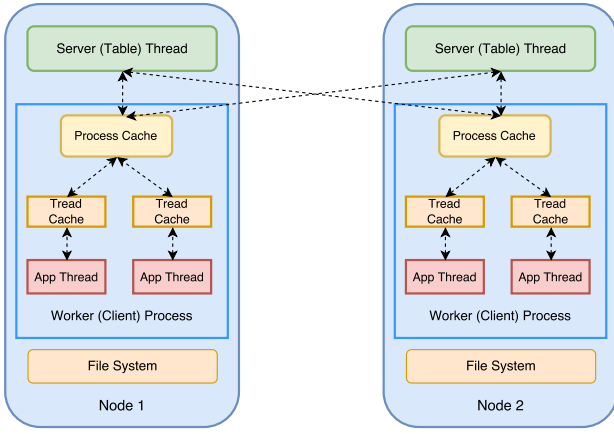 Server (Table) Thread
Process Cache
Tread
Cache
Tread
Cache
App Thread
App Thread
Worker (Client) Process
File System
Node 1
Server (Table) Thread
Process Cache
Tread
Cache
Tread
Cache
App Thread
App Thread
Worker (Client) Process
File System
Node 2